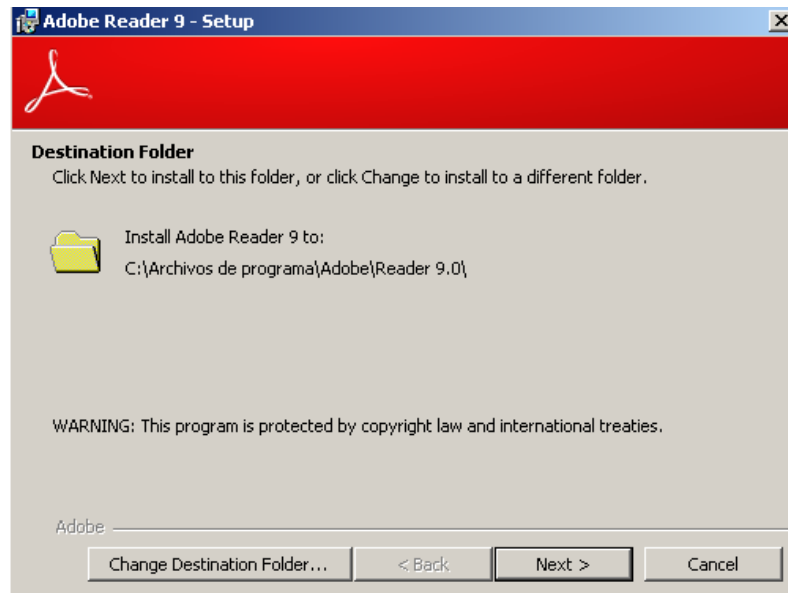 Adobe Reader 9 - Setup
Destination Folder
Click Next to install to this folder, or click Change to install to a different folder.
Install Adobe Reader 9 to:
C:\Archivos de programa\Adobe\Reader 9.0\
WARNING: This program is protected by copyright law and international treaties.
Adobe
Change Destination Folder...
< Back
Next >
Cancel